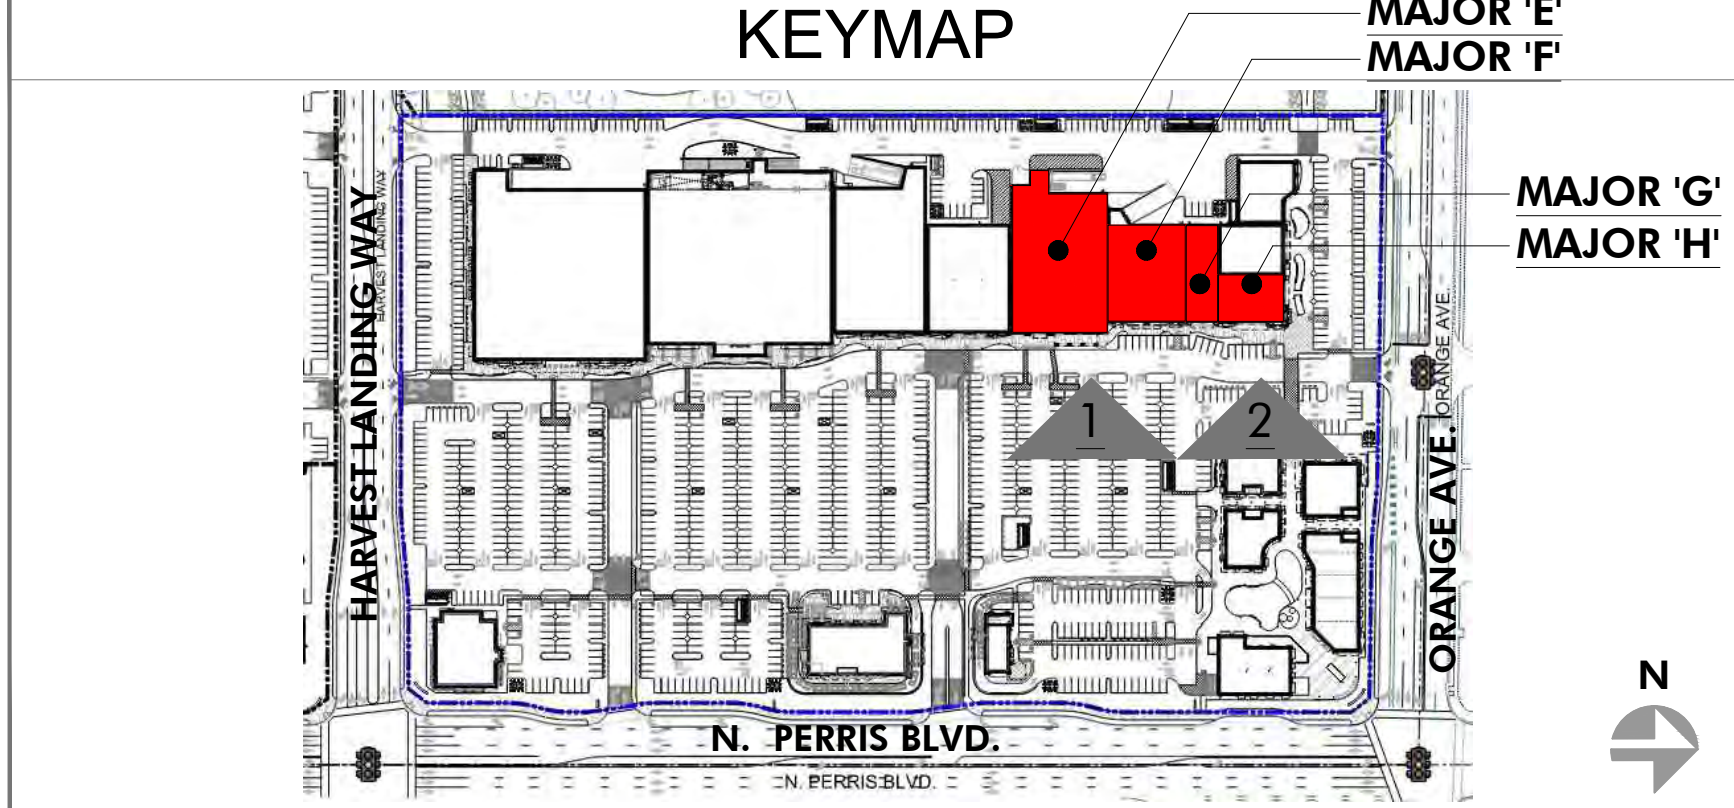 KEYMAP
MAJOR 'E'
MAJOR 'F'
MAJOR 'G'
MAJOR 'H'
HARVEST LANDING WAY
HARVEST LANDING WAY
1
2
ORANGE AVE.
ORANGE AVE.
N
N. PERRIS BLVD.
N. PERRIS BLVD.